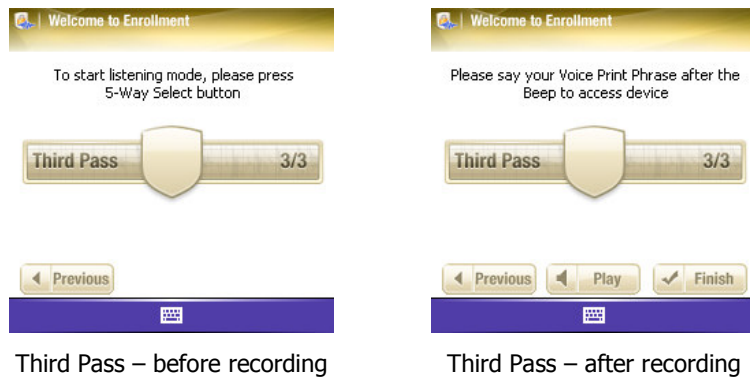 Welcome to Enrollment
To start listening mode, please press
5-Way Select button
Third Pass 3/3
Previous
Third Pass – before recording
Welcome to Enrollment
Please say your Voice Print Phrase after the
Beep to access device
Third Pass 3/3
Previous Play Finish
Third Pass – after recording